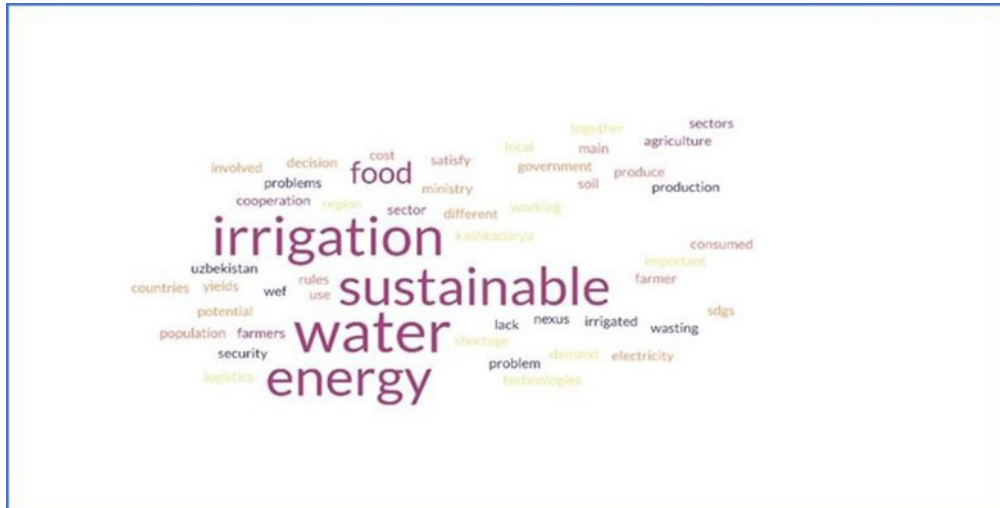 together sectors
local main agriculture
involved decision cost satisfy government produce
problems food ministry soil production
cooperation region sector different working
irrigation kashkadarya consumed
uzbekistan important
countries yields wef rules use sustainable farmer
potential sdgs
population farmers water lack nexus irrigated wasting
security shortage problem demand electricity
logistics energy technologies